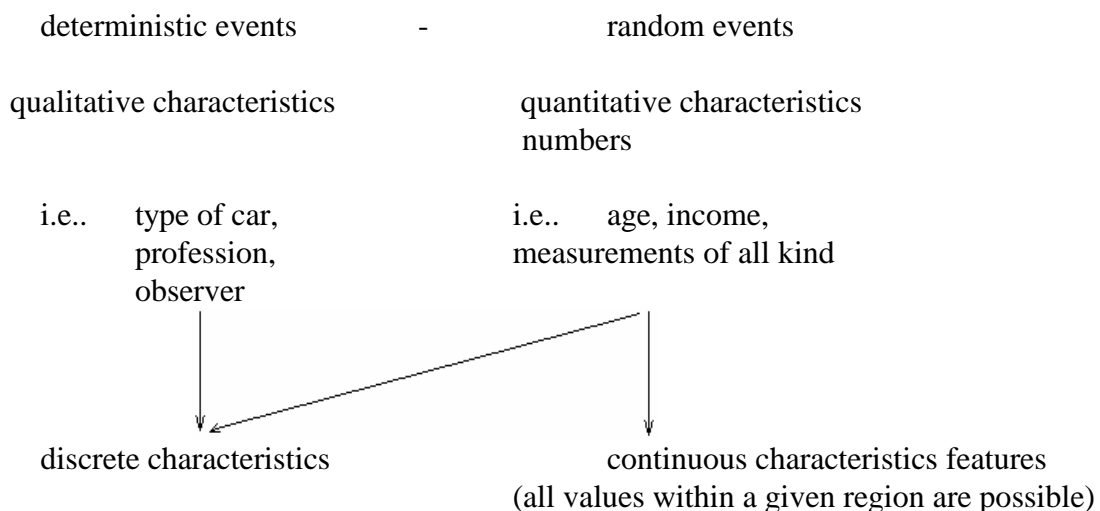 deterministic events - random events
qualitative characteristics quantitative characteristics
numbers
i.e.. type of car, i.e.. age, income,
profession, measurements of all kind
observer
discrete characteristics continuous characteristics features
(all values within a given region are possible)